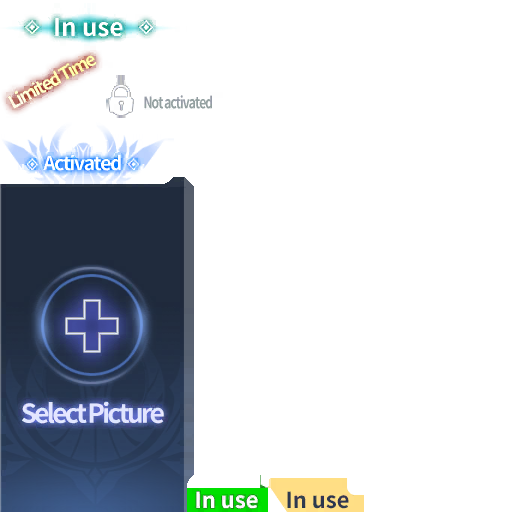 In use
Limited Time
Not activated
Activated
Select Picture
In use
In use